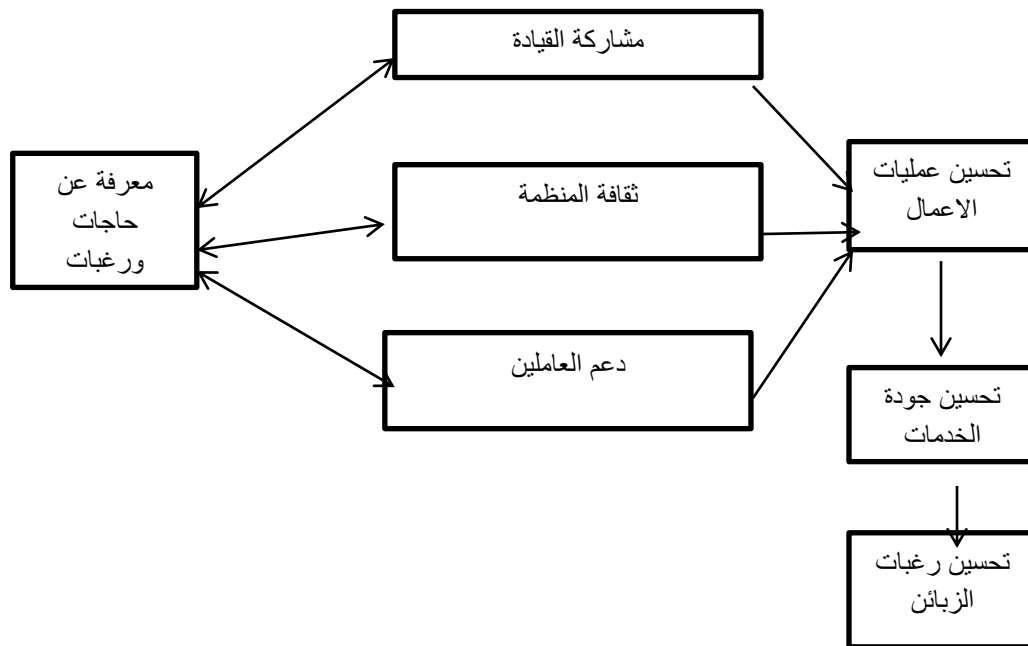 مشاركة القيادة
معرفة عن
حاجات
ورغبات
ثقافة المنظمة
تحسين عمليات
الاعمال
دعم العاملين
تحسين جودة
الخدمات
تحسين رغبات
الزبائن